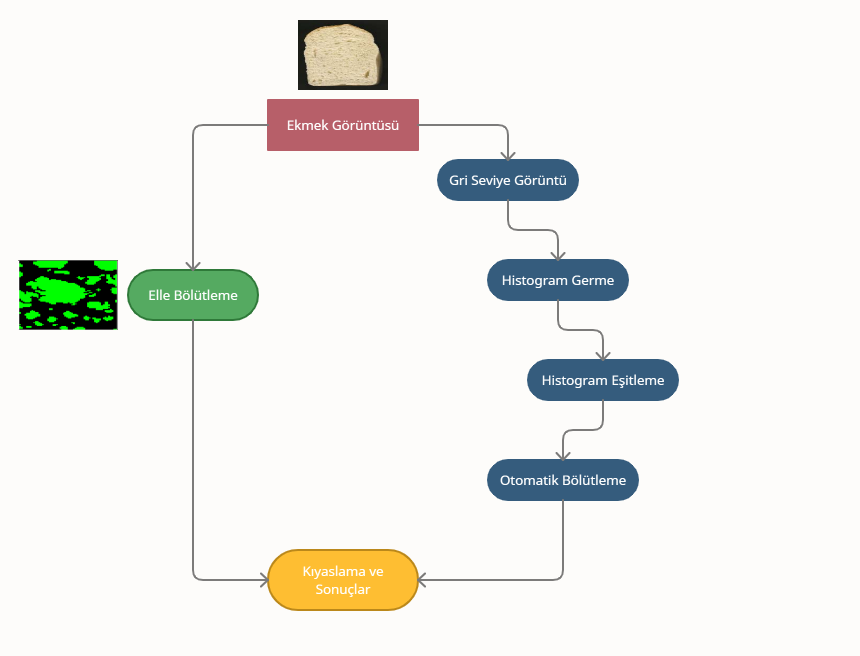 Ekmek Görüntüsü
Gri Seviye Görüntü
Histogram Germe
Elle Bölütleme
Histogram Eşitleme
Otomatik Bölütleme
Kıyaslama ve
Sonuçlar